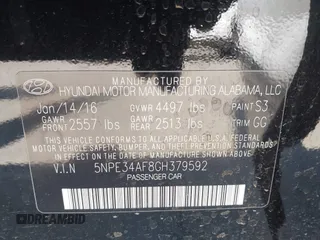 MANUFACTURED BY
HYUNDAI MOTOR MANUFACTURING ALABAMA, LLC
Jan/14/16 GVWR 4497 lbs PAINT S3
GAWR FRONT 2557 lbs GAWR REAR 2513 lbs TRIM GG
THIS VEHICLE CONFORMS TO ALL APPLICABLE
FEDERAL MOTOR VEHICLE SAFETY, BUMPER,
AND THEFT PREVENTION STANDARDS IN EFFECT
ON THE DATE OF MANUFACTURE SHOWN ABOVE.
V.I.N 5NPE34AF8GH379592
PASSENGER CAR
DREAMBID